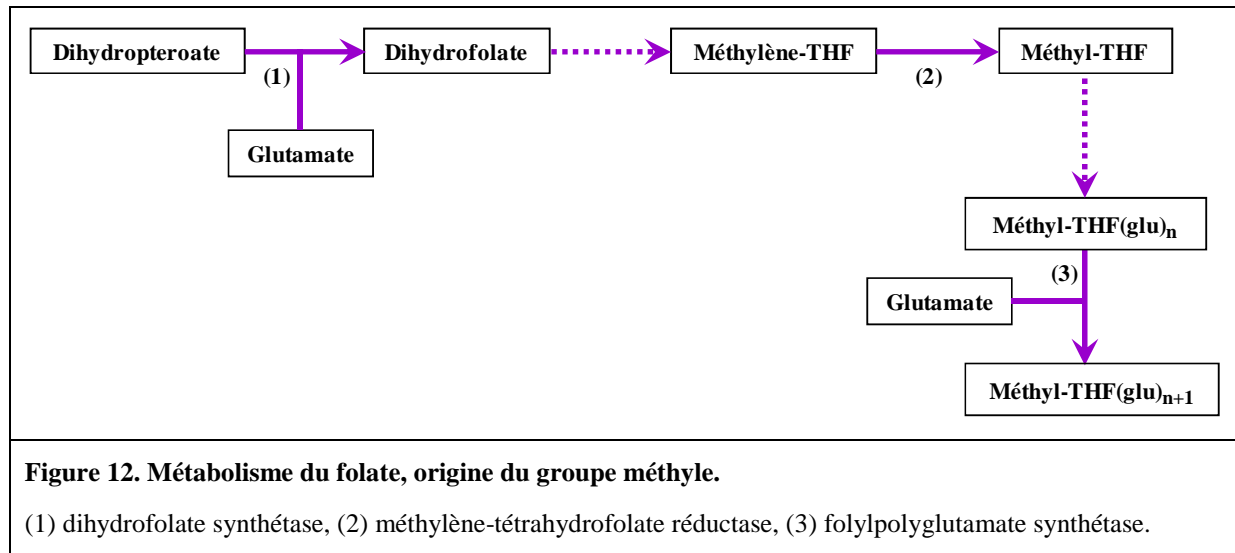 Dihydropteroate
Dihydrofolate
Méthylène-THF
Méthyl-THF
(1)
(2)
Glutamate
Méthyl-THF(glu)n
(3)
Glutamate
Méthyl-THF(glu)n+1
Figure 12. Métabolisme du folate, origine du groupe méthyle.
(1) dihydrofolate synthétase, (2) méthylène-tétrahydrofolate réductase, (3) folylpolyglutamate synthétase.